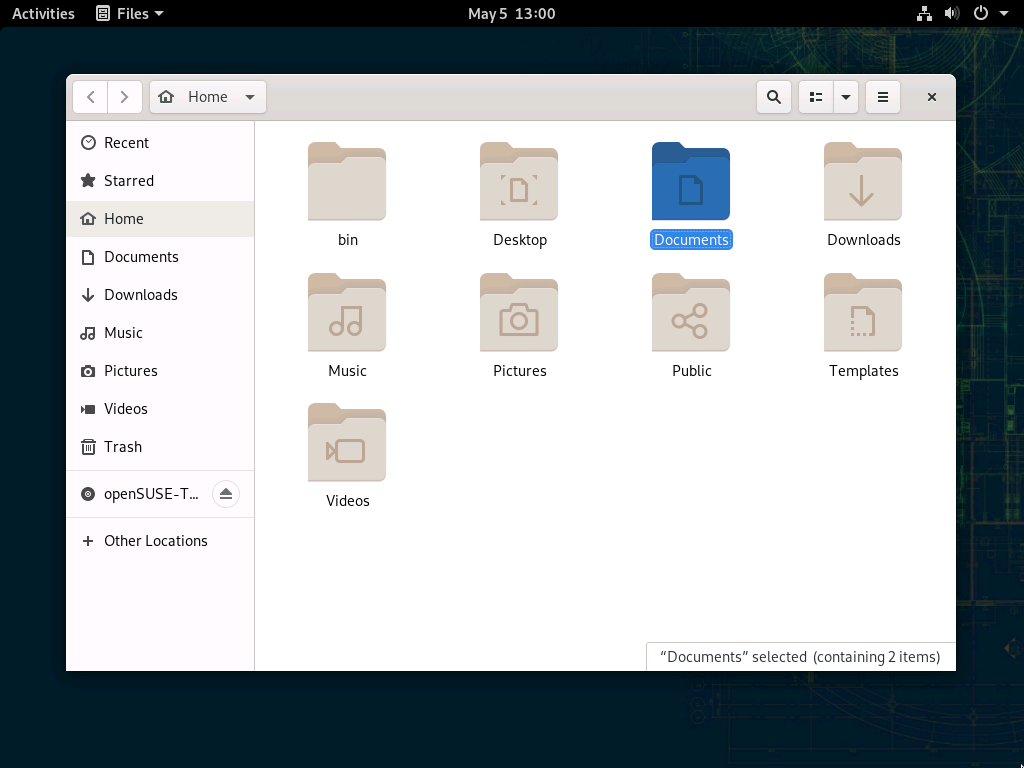 Activities Files May 5 13:00
Home
Recent
Starred
Home
Documents
Downloads
Music
Pictures
Videos
Trash
openSUSE-T...
Other Locations
bin Desktop Documents Downloads
Music Pictures Public Templates
Videos
“Documents” selected (containing 2 items)